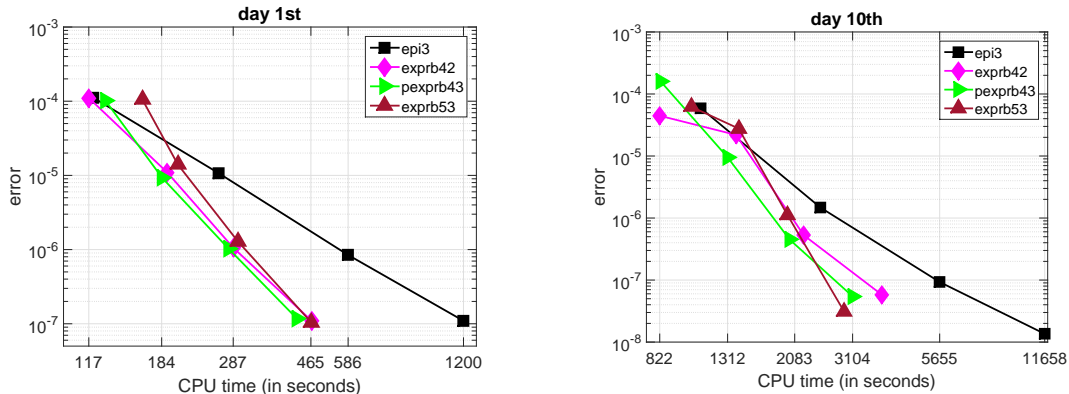 day 1st
10^-3
10^-4
10^-5
10^-6
10^-7
error
epi3
exprb42
pexprb43
exprb53
117 184 287 465 586 1200
CPU time (in seconds)
day 10th
10^-3
10^-4
10^-5
10^-6
10^-7
10^-8
error
epi3
exprb42
pexprb43
exprb53
822 1312 2083 3104 5655 11658
CPU time (in seconds)